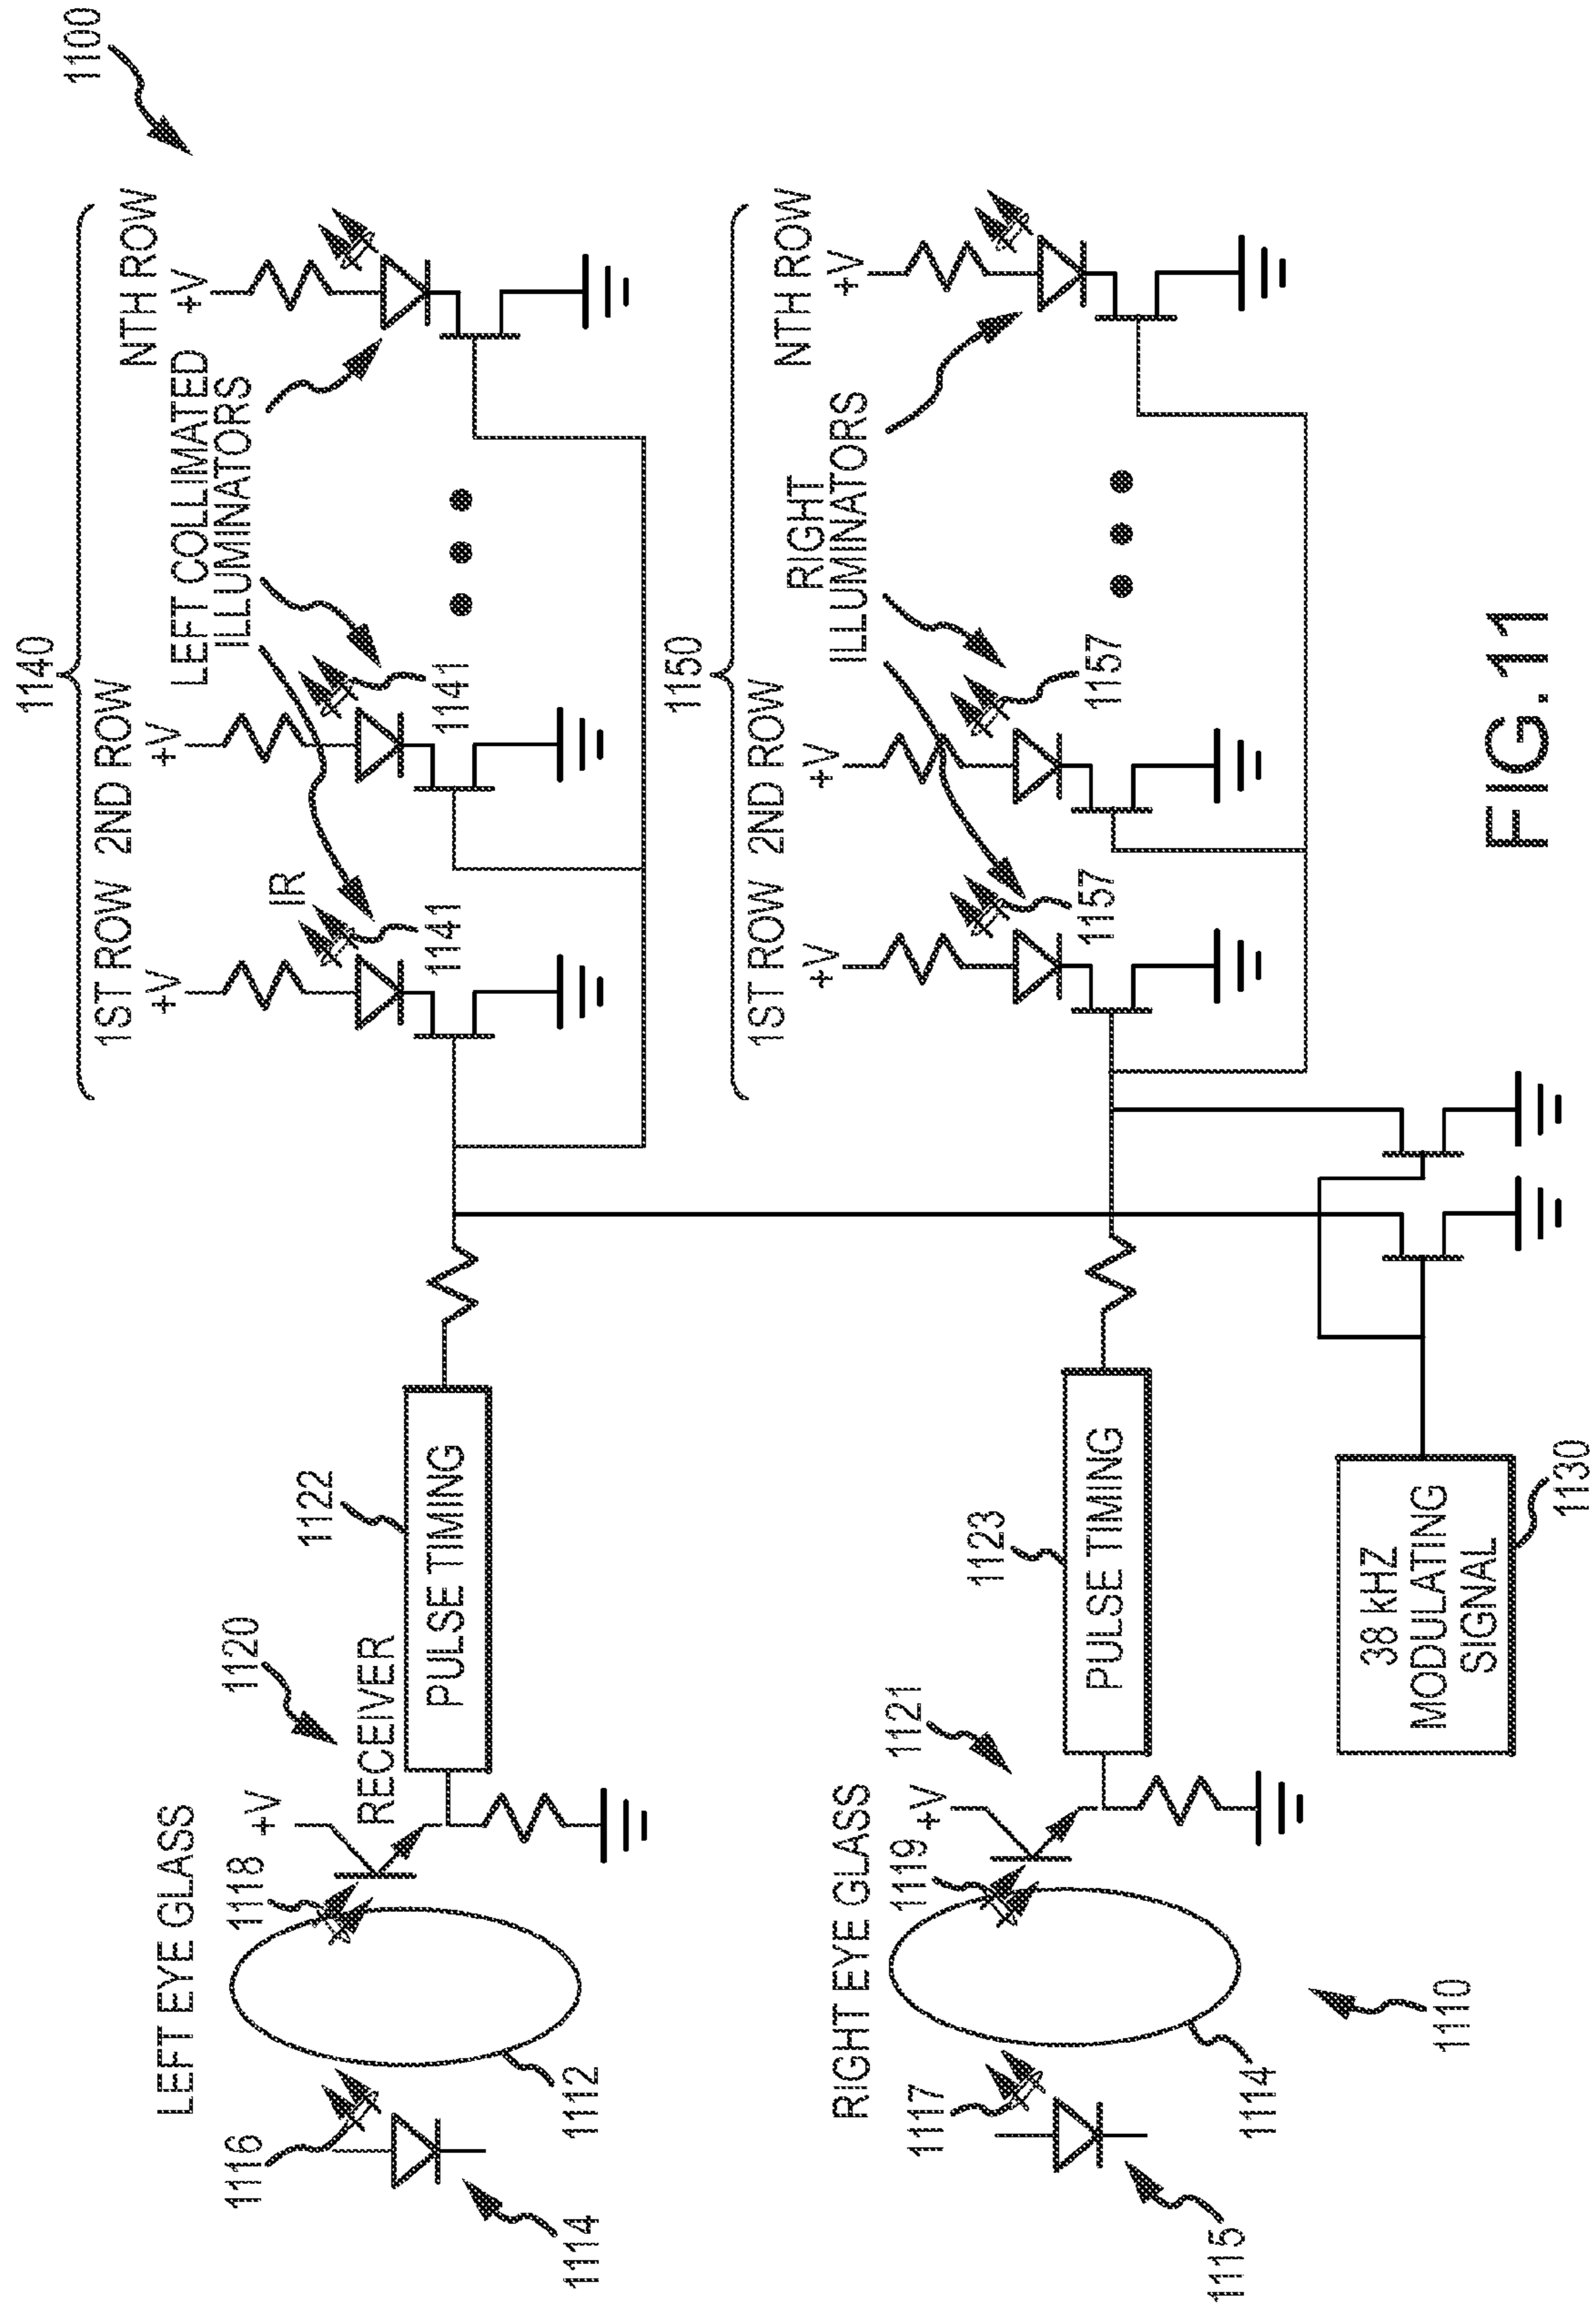 1100
1140
1ST ROW
2ND ROW
NTH ROW
+V
+V
+V
LEFT COLLIMATED
ILLUMINATORS
IR
1141
1141
LEFT EYE GLASS
1116
1118
+V
1120
RECEIVER
1122
PULSE TIMING
1114
1112
1150
1ST ROW
2ND ROW
NTH ROW
+V
+V
+V
RIGHT
ILLUMINATORS
1157
1157
RIGHT EYE GLASS
1117
1119
+V
1121
1123
PULSE TIMING
1115
1114
1110
38 kHZ
MODULATING
SIGNAL
1130
FIG.11